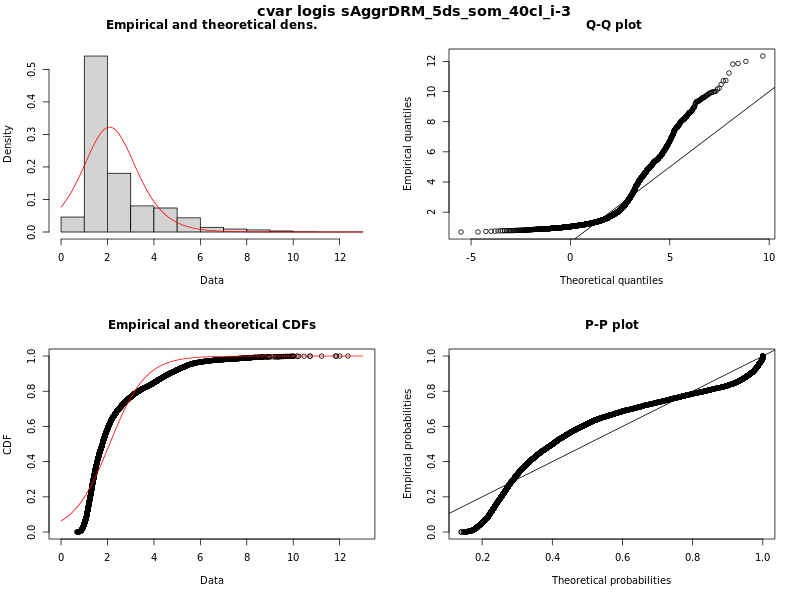 cvar logis sAggrDRM_5ds_som_40cl_i-3
Empirical and theoretical dens.
Density
0.0 0.1 0.2 0.3 0.4 0.5
0 2 4 6 8 10 12
Data
Q-Q plot
Empirical quantiles
2 4 6 8 10 12
-5 0 5 10
Theoretical quantiles
Empirical and theoretical CDFs
CDF
0.0 0.2 0.4 0.6 0.8 1.0
0 2 4 6 8 10 12
Data
P-P plot
Empirical probabilities
0.0 0.2 0.4 0.6 0.8 1.0
0.2 0.4 0.6 0.8 1.0
Theoretical probabilities